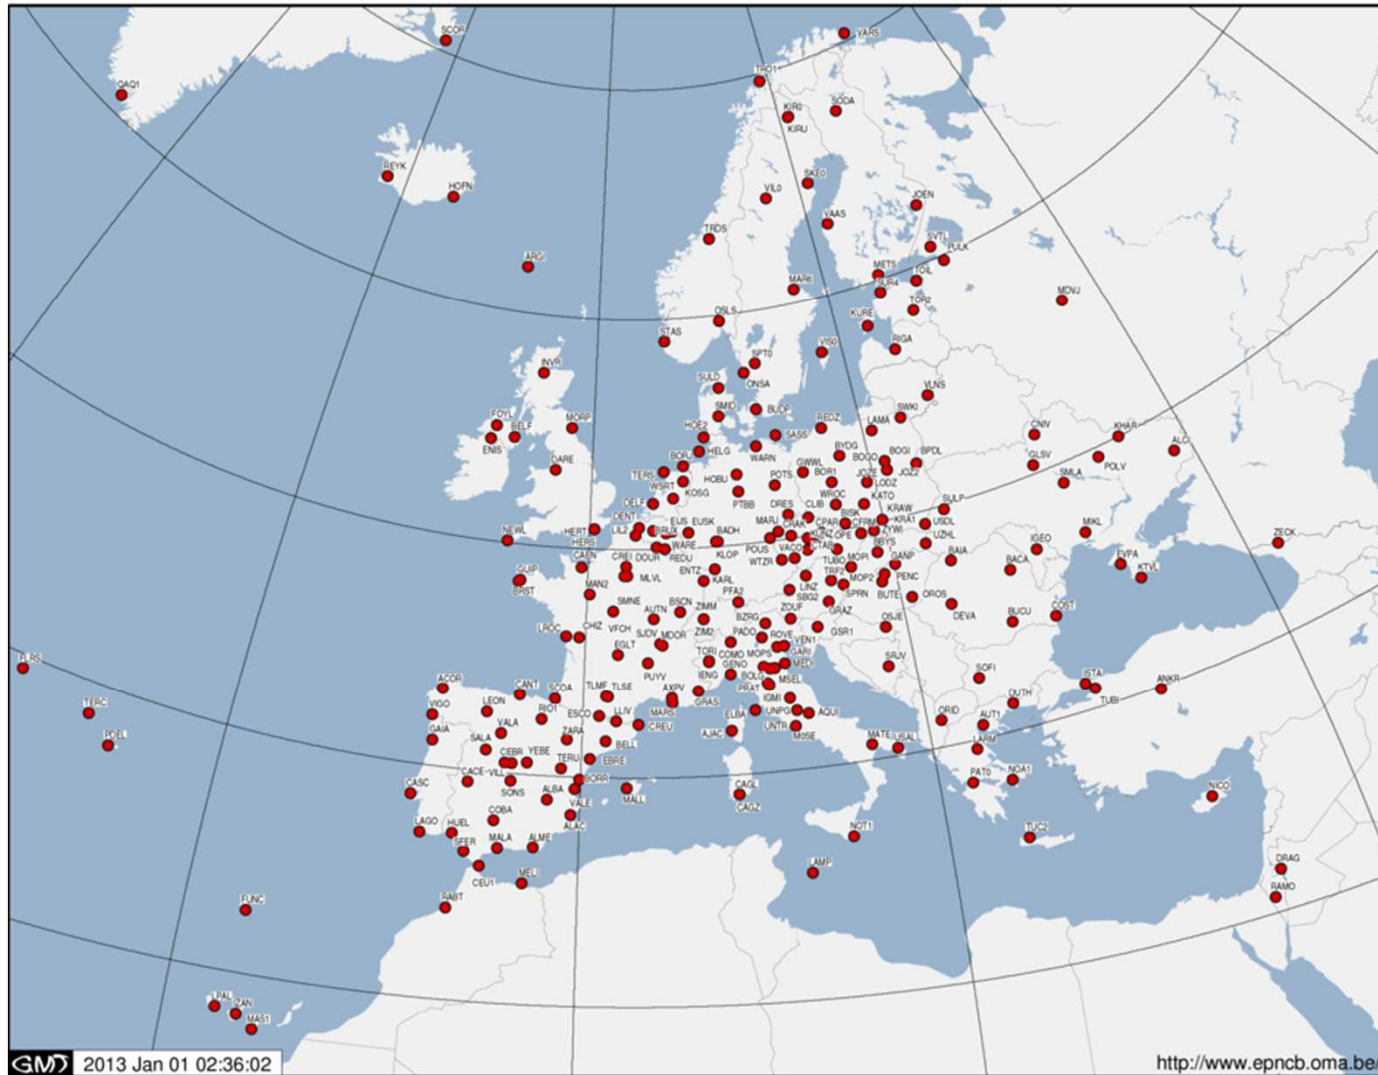 SCOR
VARS
QAQ1
TRO1
KIR0
SODA
KIRU
REYK
HOFN
SKE0
VIL0
JOEN
VAAS
TRDS
SVTL
PULK
ARGI
METS
TOIL
MAR6
SUR4
MDVJ
TOR2
OSLS
KURE
STAS
VIS0
RIGA
SPT0
INVR
ONSA
SULD
VLNS
SMID
BUDP
SWKI
FOYL
BELF
MORP
HOE2
REDZ
LAMA
CNIV
KHAR
ENIS
SASS
HELG
WARN
ALCI
DARE
BORJ
BYDG
BOGO
BOGI
BPDL
GLSV
POLV
TERS
HOBU
POTS
GWWL
BOR1
JOZE
JOZ2
SMLA
WSRT
KOSG
PTBB
WROC
LODZ
DELF
DRES
CLIB
KATO
SULP
DENT
EUS
EUSK
BADH
MARJ
CPAR
BISK
KRAW
KRA1
USDL
MIKL
NEWL
HERT
HERS
LIL2
BRUX
WARE
CRAK
ZYWI
UZHL
ZECK
CAEN
CREI
DOUR
REDU
KLOP
POUS
WTZR
VACO
BBYS
GANP
BAIA
IGEO
EVPA
KTVL
GUIP
BRST
MAN2
MLVL
ENTZ
KARL
TUBO
MOPI
TRF2
MOP2
PENC
BACA
SMNE
AUTN
BSCN
ZIMM
PFA2
LINZ
SBG2
SPRN
BUTE
OROS
DEVA
BUCU
COST
LROC
CHIZ
VFCH
SJDV
MDOR
ZIM2
BZRG
ZOUF
GRAZ
GSR1
OSJE
EGLT
TORI
PADO
ROVE
VEN1
GARI
COMO
FLRS
PUYV
IENG
GENO
MOPS
MEDI
SRJV
SOFI
ACOR
CANT
SCOA
TLMF
TLSE
AXPV
BOLG
PRAT
MSEL
ISTA
ANKR
TUBI
TERC
VIGO
LEON
RIO1
ESCO
LLIV
MARS
GRAS
IGMI
DUTH
PDEL
GAIA
VALA
ZARA
CREU
ELBA
UNPG
AQUI
ORID
AUT1
SALA
BELL
AJAC
UNTR
M0SE
MATE
USAL
LARM
CEBR
YEBE
TERU
EBRE
CASC
CACE
VILL
SONS
BORR
ALBA
VALE
MALL
CAGL
CAGZ
PAT0
NOA1
NICO
LAGO
HUEL
COBA
ALAC
NOT1
TUC2
SFER
MALA
ALME
CEU1
MELI
LAMP
DRAG
RAMO
FUNC
RABT
LPAL
IZAN
MAS1
GMT 2013 Jan 01 02:36:02
http://www.epncb.oma.be/